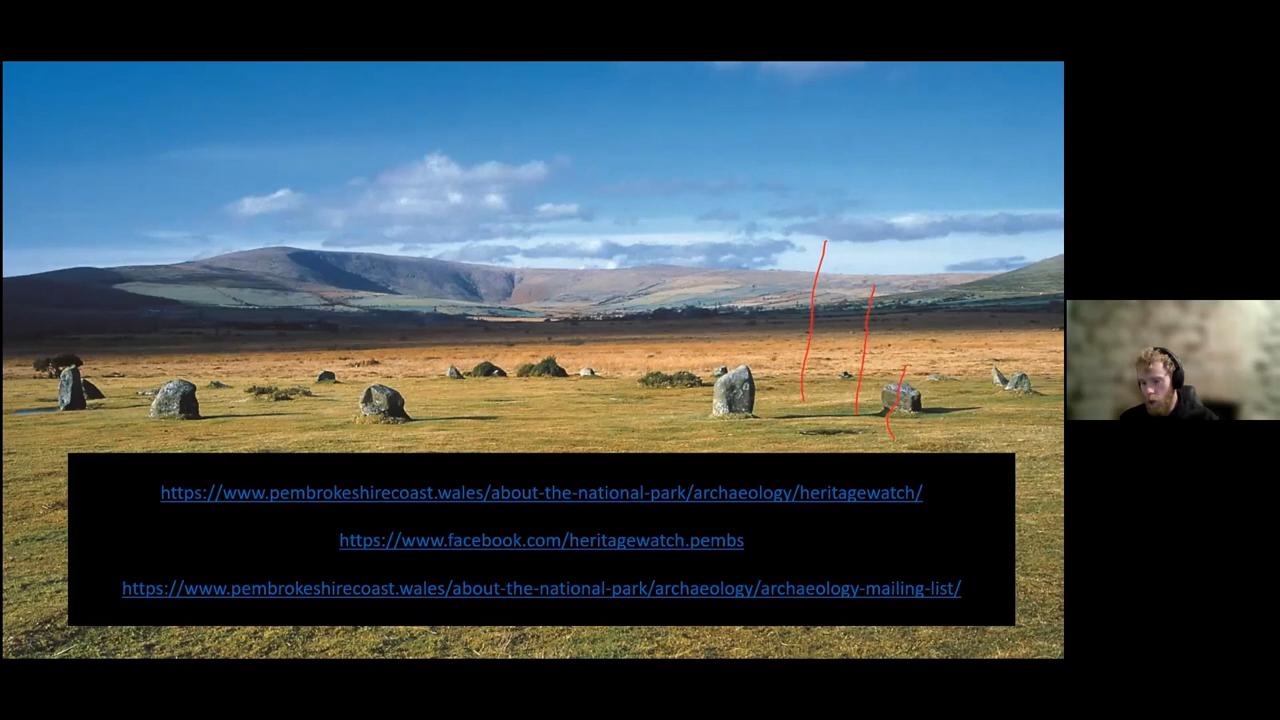 https://www.pembrokeshirecoast.wales/about-the-national-park/archaeology/heritagewatch/
https://www.facebook.com/heritagewatch.pembs
https://www.pembrokeshirecoast.wales/about-the-national-park/archaeology/archaeology-mailing-list/